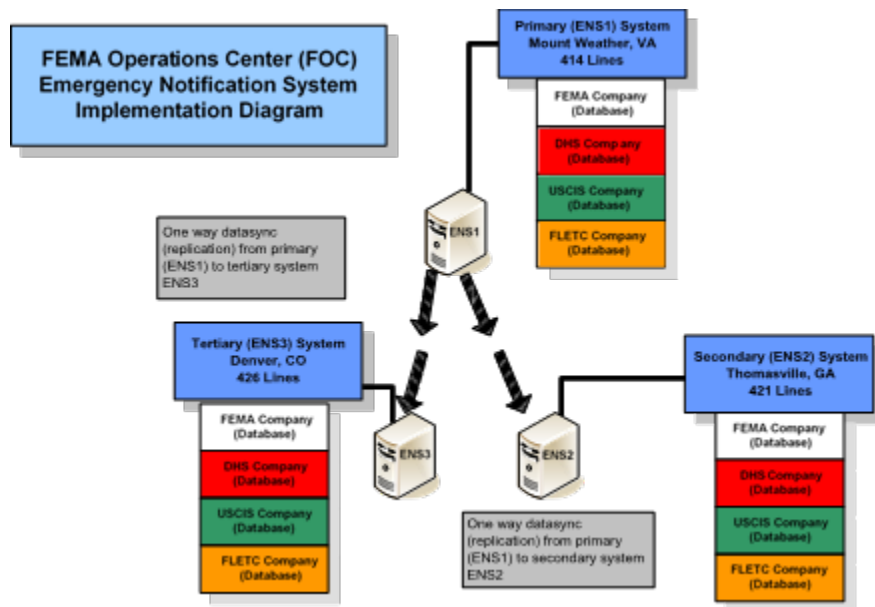 FEMA Operations Center (FOC)
Emergency Notification System
Implementation Diagram
Primary (ENS1) System
Mount Weather, VA
414 Lines
FEMA Company
(Database)
DHS Company
(Database)
USCIS Company
(Database)
FLETC Company
(Database)
ENS1
One way datasync
(replication) from primary
(ENS1) to tertiary system
ENS3
Tertiary (ENS3) System
Denver, CO
426 Lines
FEMA Company
(Database)
DHS Company
(Database)
USCIS Company
(Database)
FLETC Company
(Database)
ENS3
ENS2
Secondary (ENS2) System
Thomasville, GA
421 Lines
FEMA Company
(Database)
DHS Company
(Database)
USCIS Company
(Database)
FLETC Company
(Database)
One way datasync
(replication) from primary
(ENS1) to secondary system
ENS2